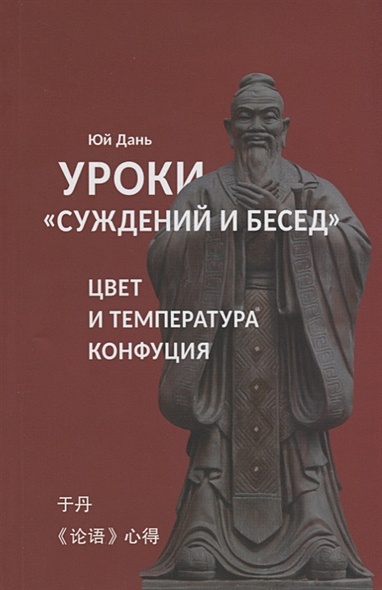 Юй Дань
УРОКИ
«СУЖДЕНИЙ И БЕСЕД»
ЦВЕТ
И ТЕМПЕРАТУРА
КОНФУЦИЯ
于丹
《论语》心得